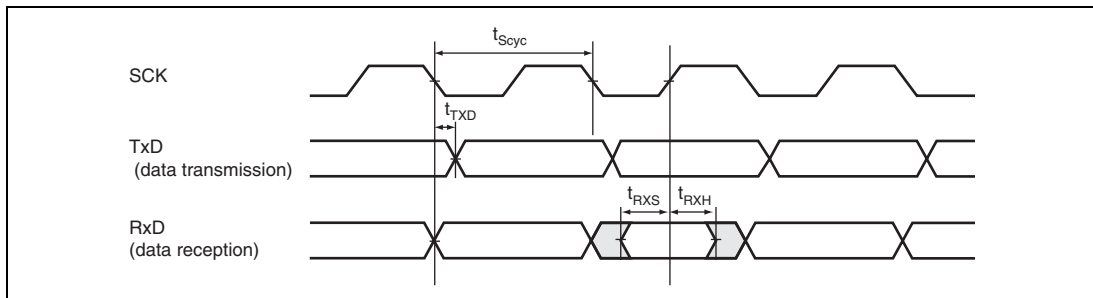 tScyc
SCK
tTXD
TxD
(data transmission)
tRXS
tRXH
RxD
(data reception)